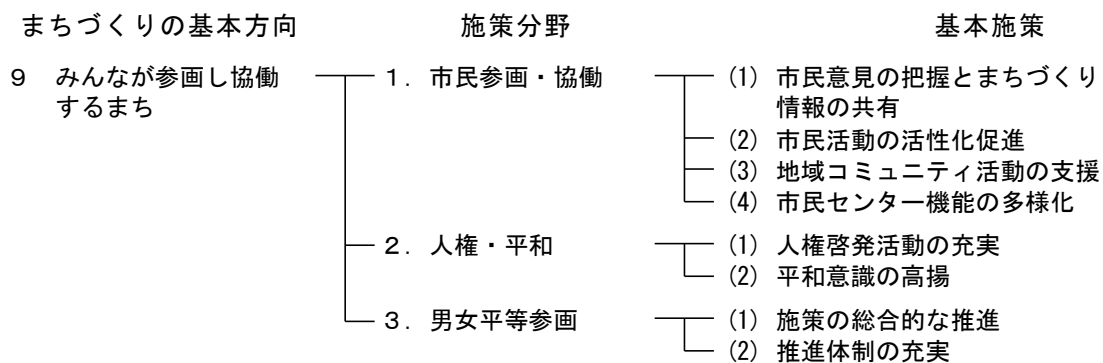 まちづくりの基本方向 施策分野 基本施策
9 みんなが参画し協働
するまち
1. 市民参画・協働
(1) 市民意見の把握とまちづくり
情報の共有
(2) 市民活動の活性化促進
(3) 地域コミュニティ活動の支援
(4) 市民センター機能の多様化
2. 人権・平和
(1) 人権啓発活動の充実
(2) 平和意識の高揚
3. 男女平等参画
(1) 施策の総合的な推進
(2) 推進体制の充実